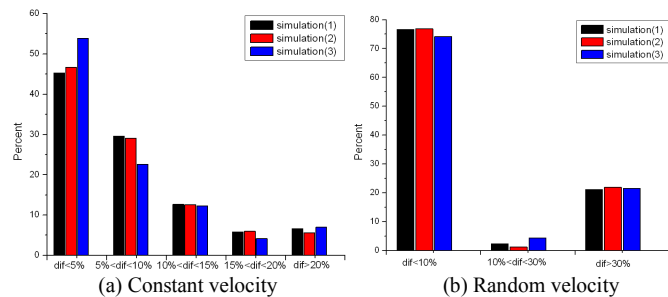 60
50
40
30
20
10
0
Percent
simulation(1)
simulation(2)
simulation(3)
dif<5% 5%<dif<10% 10%<dif<15% 15%<dif<20% dif>20%
(a) Constant velocity
80
70
60
50
40
30
20
10
0
Percent
simulation(1)
simulation(2)
simulation(3)
dif<10% 10%<dif<30% dif>30%
(b) Random velocity